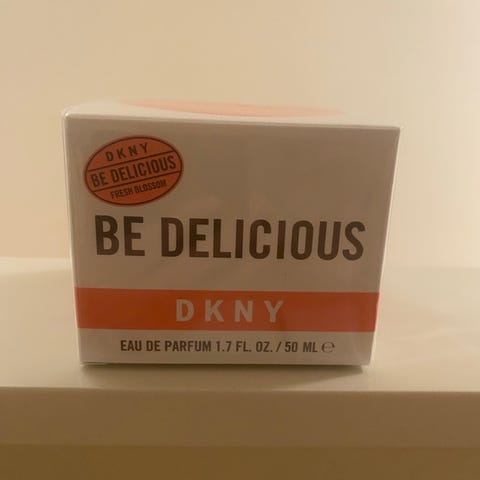 DKNY
BE DELICIOUS
FRESH BLOSSOM
BE DELICIOUS
DKNY
EAU DE PARFUM 1.7 FL. OZ. / 50 ML ℮